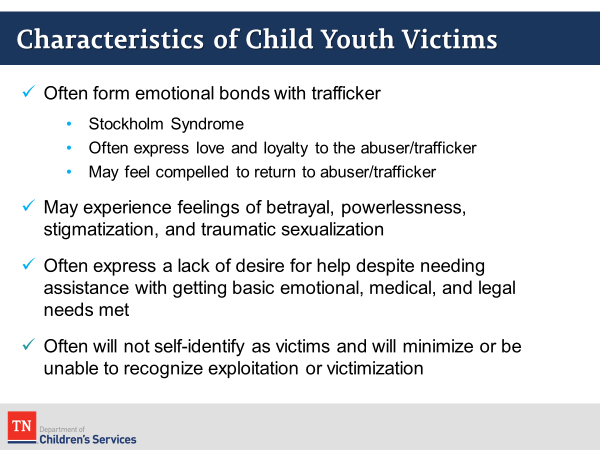 Characteristics of Child Youth Victims
✓ Often form emotional bonds with trafficker
• Stockholm Syndrome
• Often express love and loyalty to the abuser/trafficker
• May feel compelled to return to abuser/trafficker
✓ May experience feelings of betrayal, powerlessness,
stigmatization, and traumatic sexualization
✓ Often express a lack of desire for help despite needing
assistance with getting basic emotional, medical, and legal
needs met
✓ Often will not self-identify as victims and will minimize or be
unable to recognize exploitation or victimization
TN
Department of
Children's Services